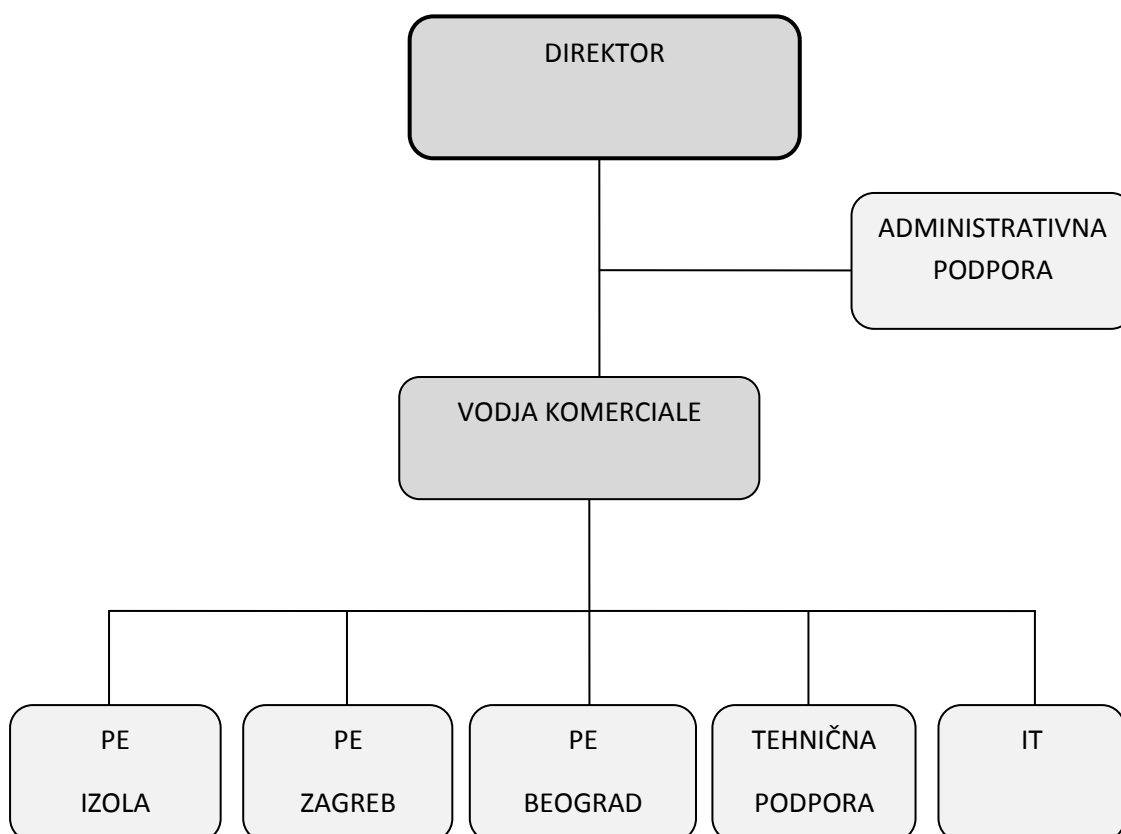 DIREKTOR
ADMINISTRATIVNA
PODPORA
VODJA KOMERCIALE
PE
IZOLA
PE
ZAGREB
PE
BEOGRAD
TEHNIČNA
PODPORA
IT